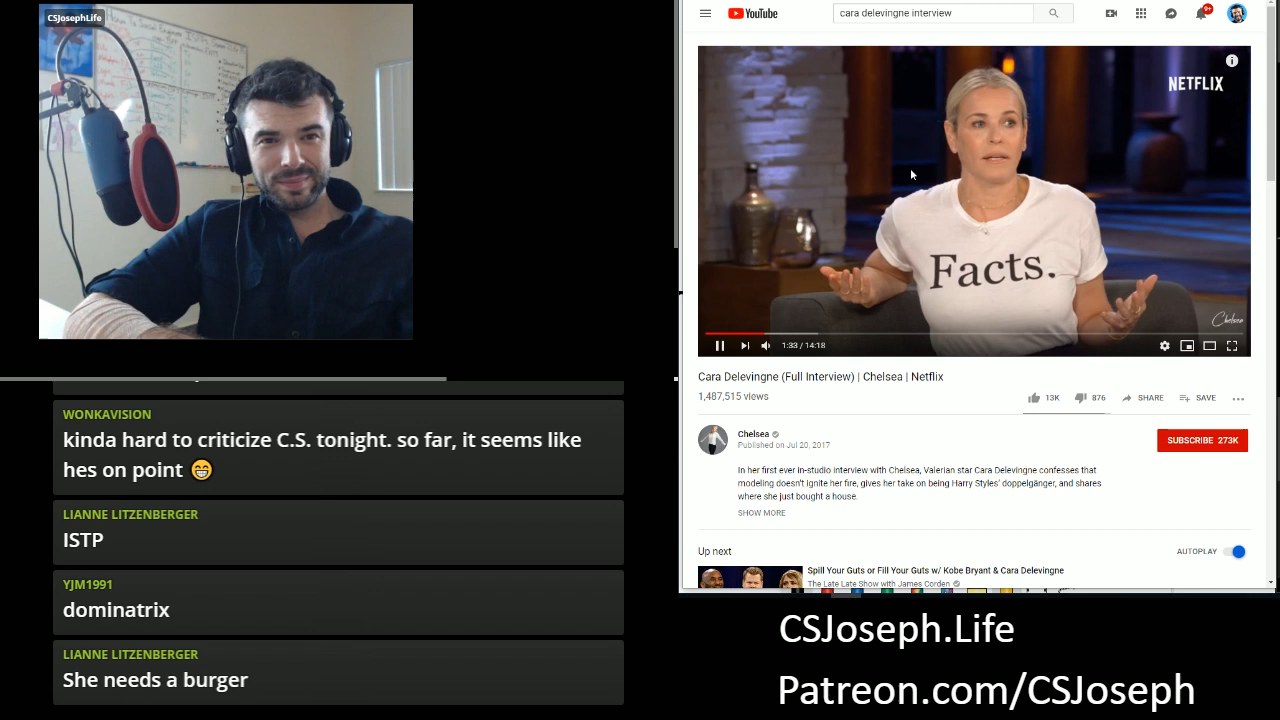 CSJosephLife
WONKAVISION
kinda hard to criticize C.S. tonight. so far, it seems like
hes on point 😁
LIANNE LITZENBERGER
ISTP
YJM1991
dominatrix
LIANNE LITZENBERGER
She needs a burger
YouTube
cara delevingne interview
9+
NETFLIX
Facts.
Chelsea
1:33 / 14:18
Cara Delevingne (Full Interview) | Chelsea | Netflix
1,487,515 views
13K
876
SHARE
SAVE
Chelsea
Published on Jul 20, 2017
SUBSCRIBE 273K
In her first ever in-studio interview with Chelsea, Valerian star Cara Delevingne confesses that
modeling doesn't ignite her fire, gives her take on being Harry Styles' doppelgänger, and shares
where she just bought a house.
SHOW MORE
Up next
AUTOPLAY
Spill Your Guts or Fill Your Guts w/ Kobe Bryant & Cara Delevingne
The Late Late Show with James Corden
CSJoseph.Life
Patreon.com/CSJoseph